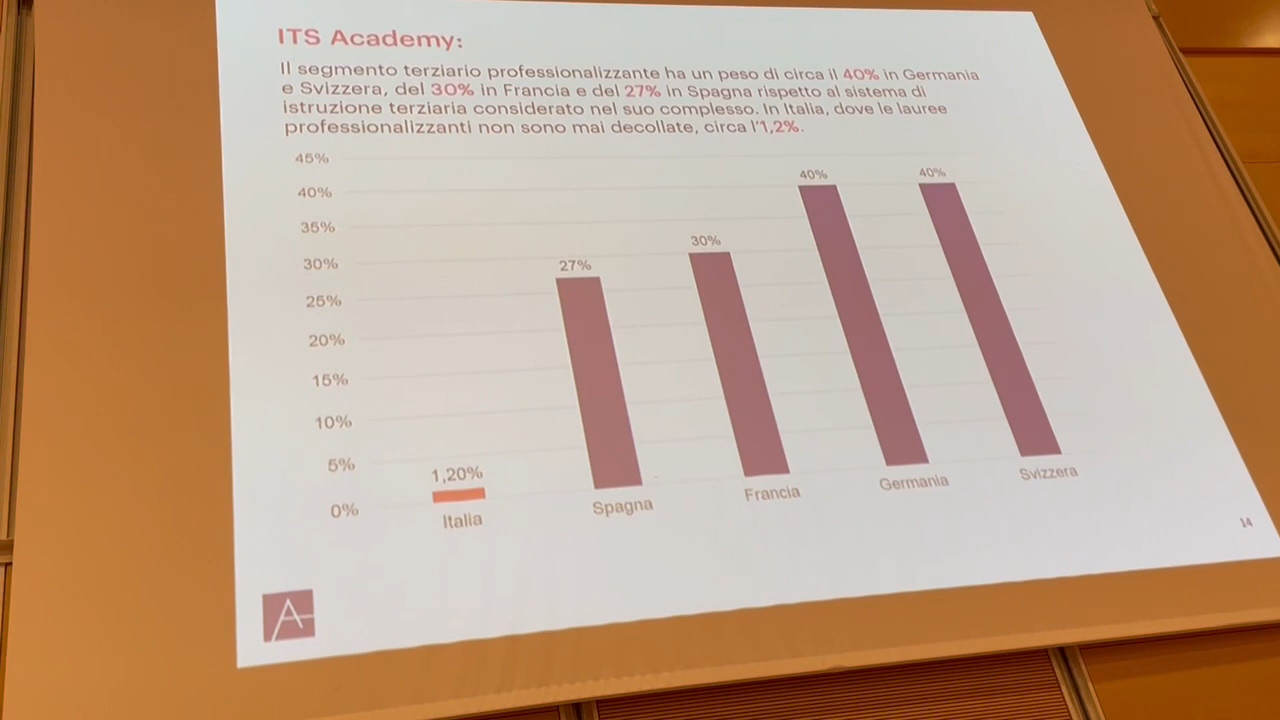 ITS Academy:
Il segmento terziario professionalizzante ha un peso di circa il 40% in Germania
e Svizzera, del 30% in Francia e del 27% in Spagna rispetto al sistema di
istruzione terziaria considerato nel suo complesso. In Italia, dove le lauree
professionalizzanti non sono mai decollate, circa l'1,2%.
45%
40%
35%
30%
25%
20%
15%
10%
5%
0%
1,20%
27%
30%
40%
40%
Italia
Spagna
Francia
Germania
Svizzera
14
A